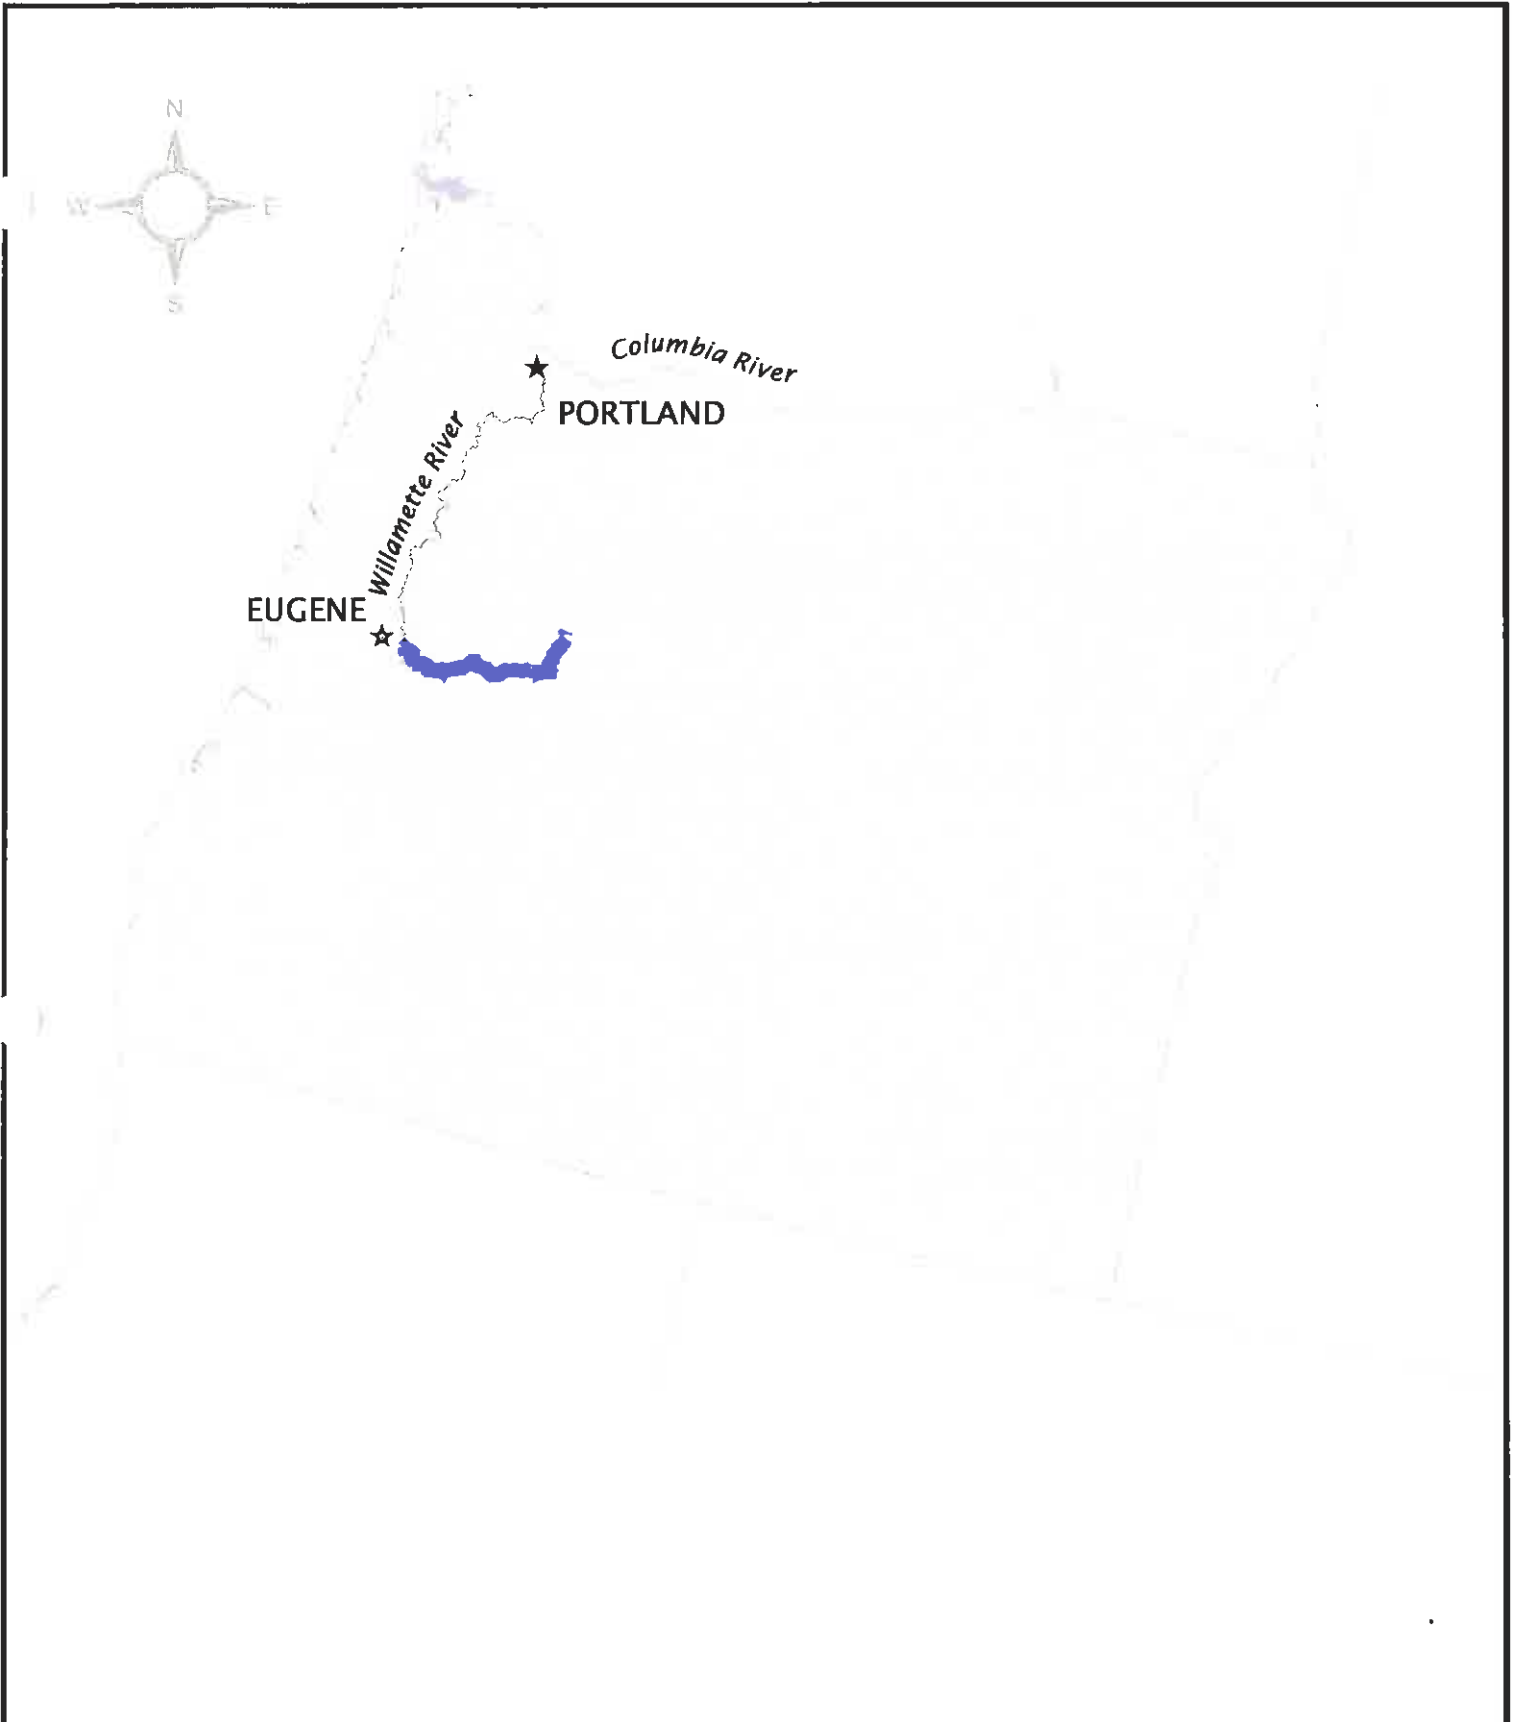 N
W E
S
Columbia River
PORTLAND
Willamette River
EUGENE